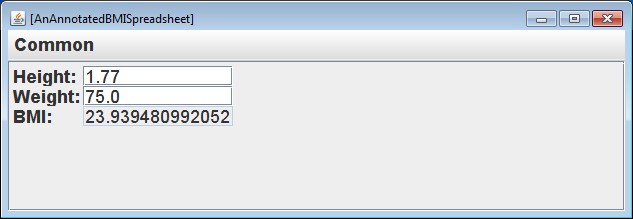 [AnAnnotatedBMISpreadsheet]
Common
Height: 1.77
Weight: 75.0
BMI: 23.939480992052